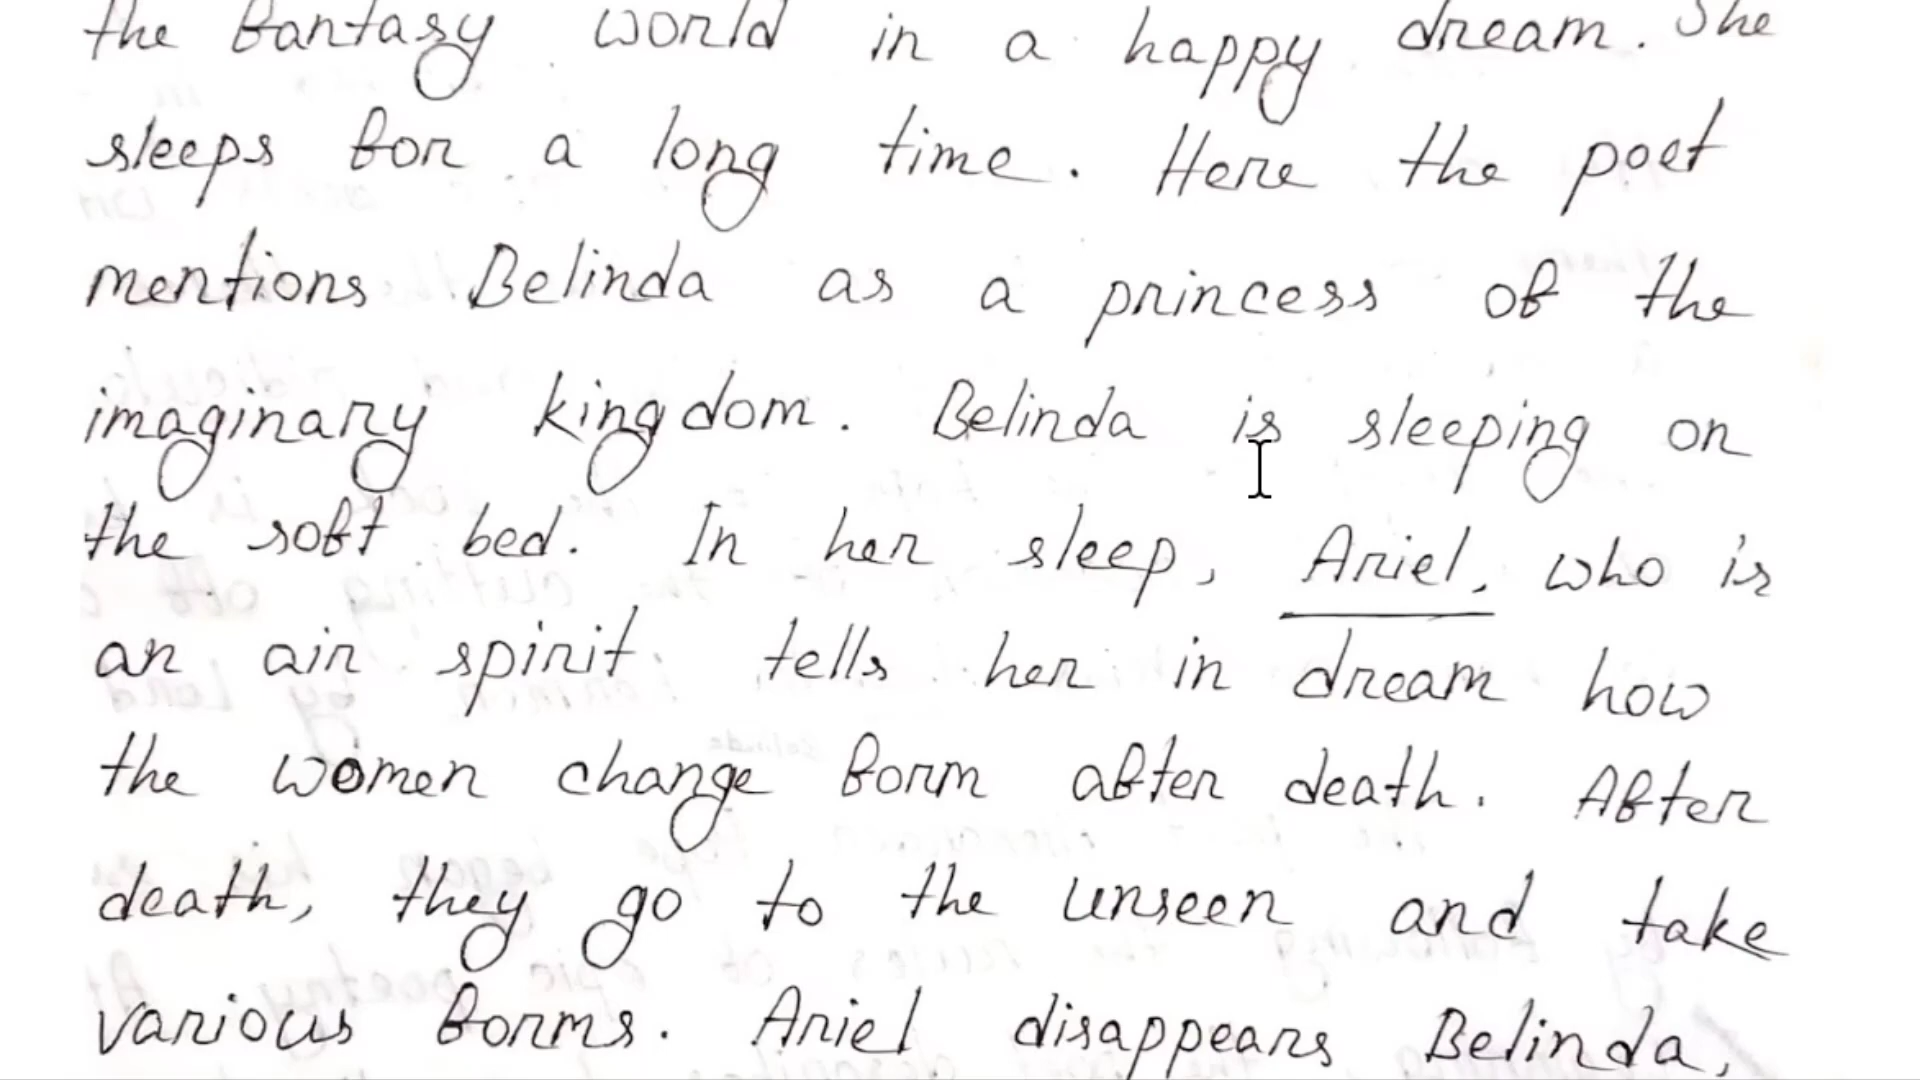 the fantasy world in a happy dream. She
sleeps for a long time. Here the poet
mentions Belinda as a princess of the
imaginary kingdom. Belinda is sleeping on
the soft bed. In her sleep, Ariel, who is
an air spirit tells her in dream how
the women change form after death. After
death, they go to the unseen and take
various forms. Ariel disappears Belinda,